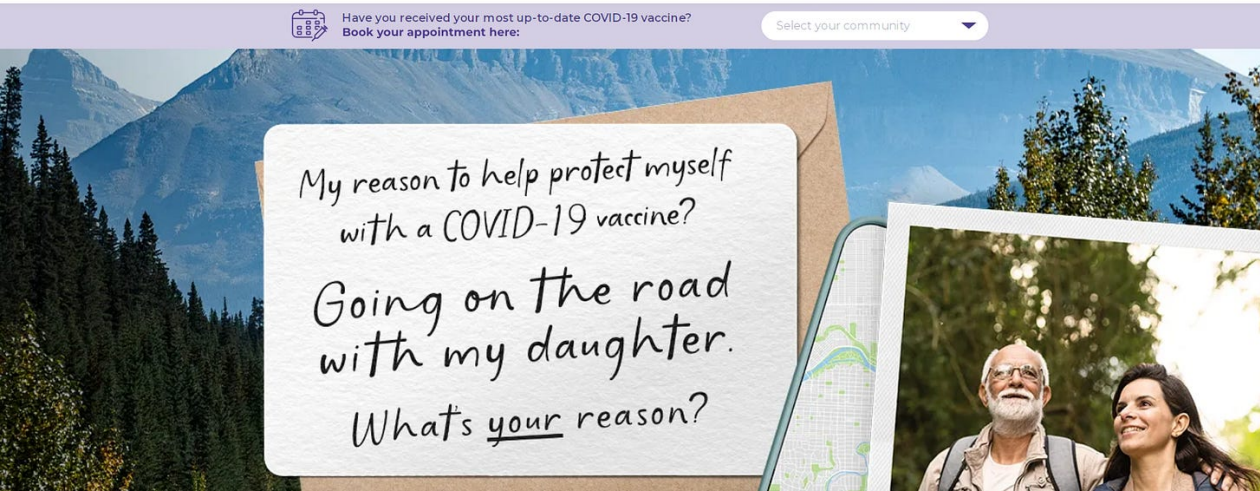 Have you received your most up-to-date COVID-19 vaccine?
Book your appointment here:
Select your community
My reason to help protect myself
with a COVID-19 vaccine?
Going on the road
with my daughter.
What's your reason?